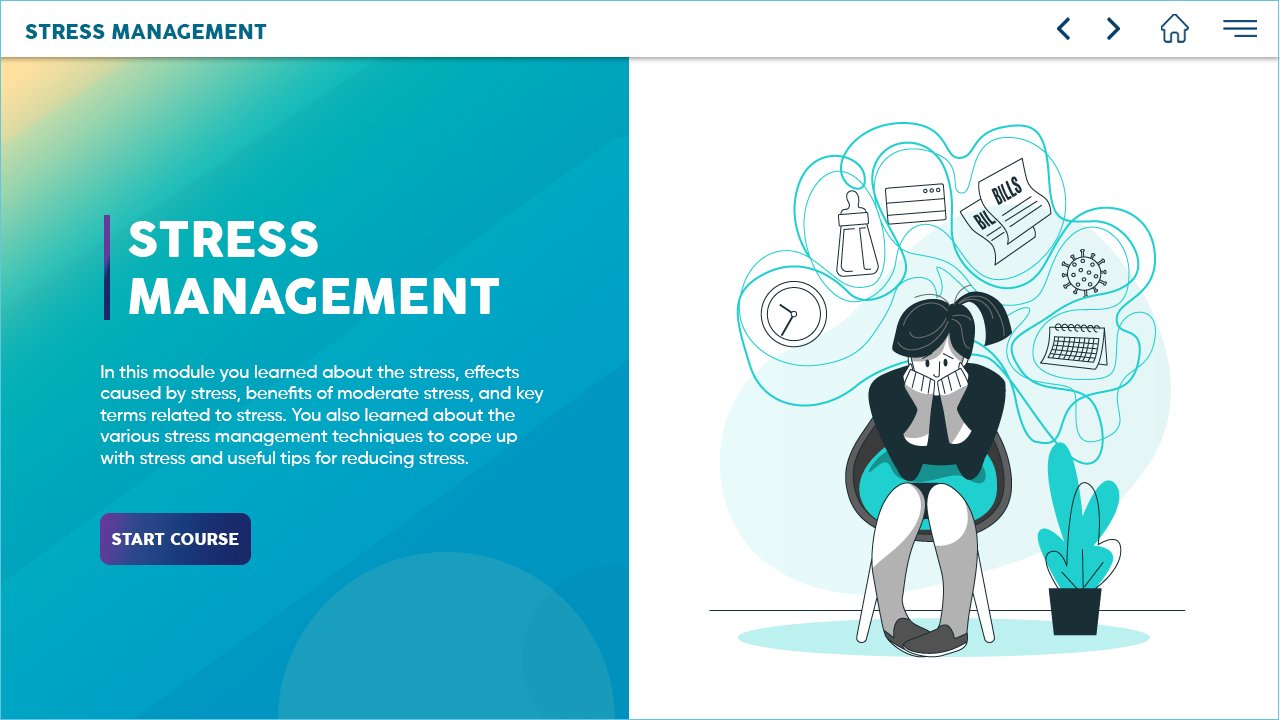 STRESS MANAGEMENT
STRESS
MANAGEMENT
In this module you learned about the stress, effects
caused by stress, benefits of moderate stress, and key
terms related to stress. You also learned about the
various stress management techniques to cope up
with stress and useful tips for reducing stress.
START COURSE
BILLS
BIL